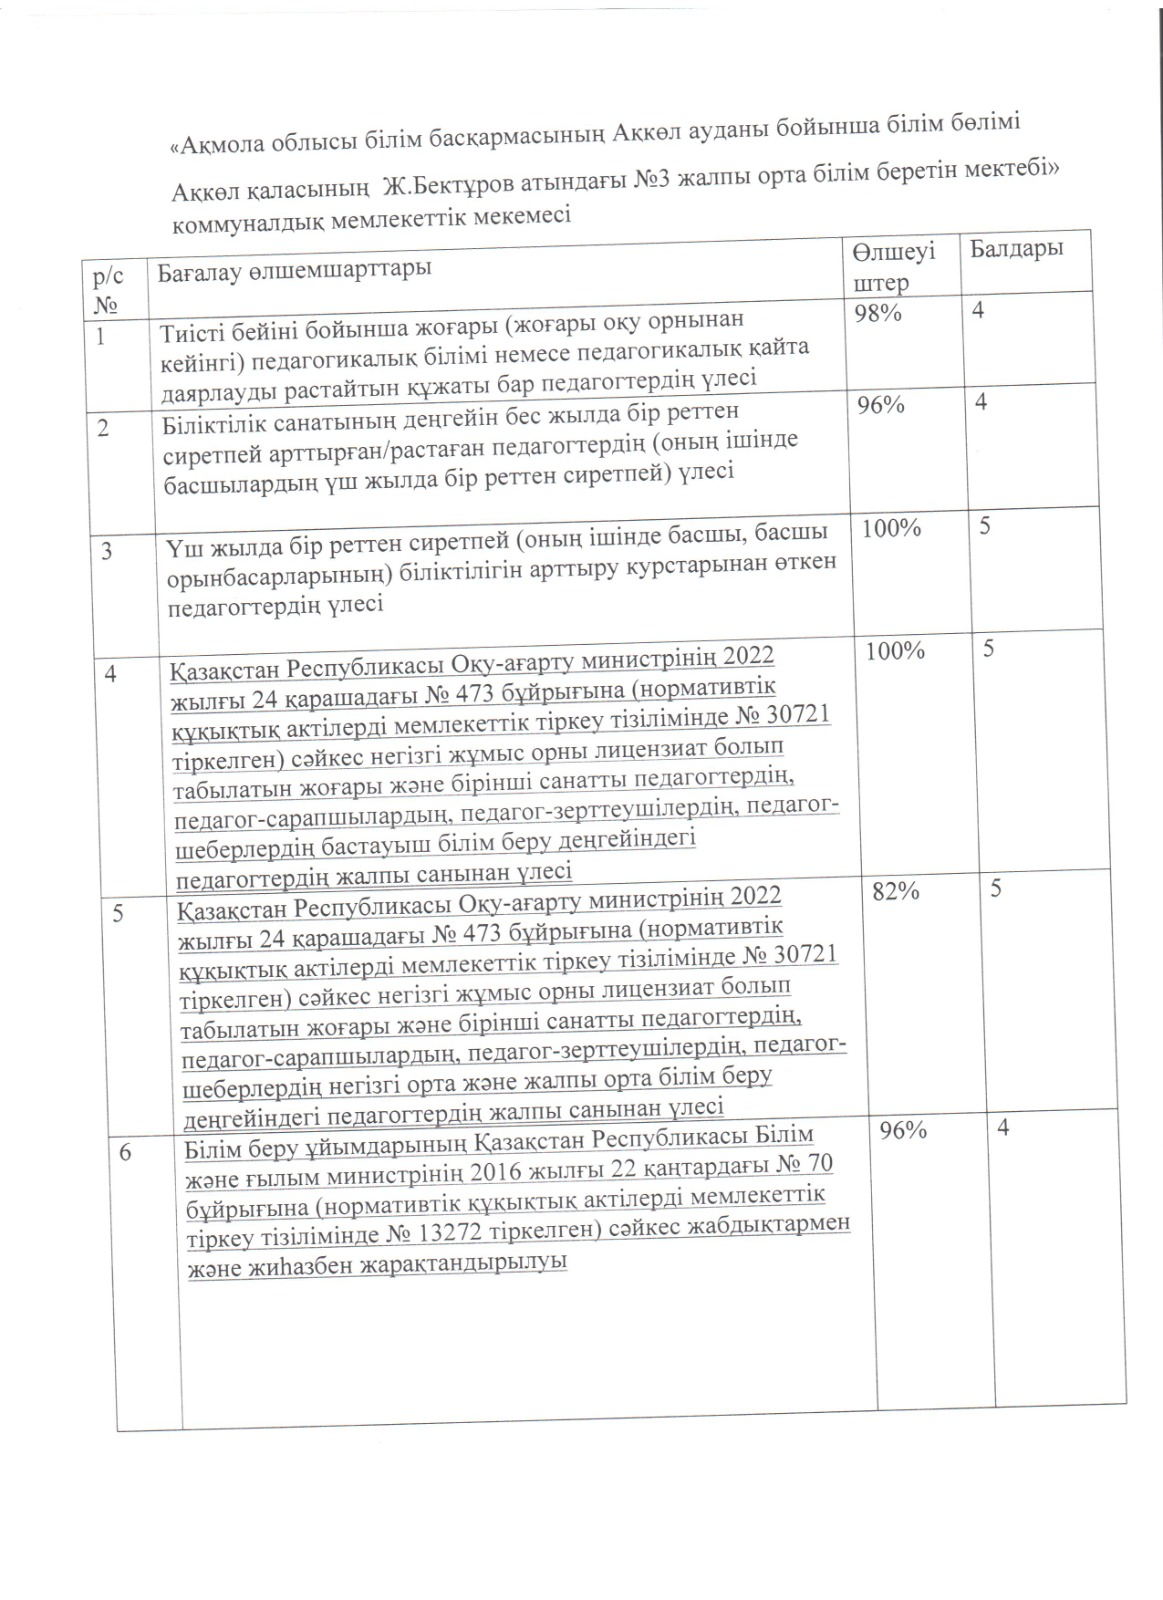 «Ақмола облысы білім басқармасының Ақкөл ауданы бойынша білім бөлімі
Ақкөл қаласының Ж.Бектұров атындағы №3 жалпы орта білім беретін мектебі»
коммуналдық мемлекеттік мекемесі
р/с
№
Бағалау өлшемшарттары
Өлшеуі
штер
Балдары
1
Тиісті бейіні бойынша жоғары (жоғары оқу орнынан
кейінгі) педагогикалық білімі немесе педагогикалық қайта
даярлауды растайтын құжаты бар педагогтердің үлесі
98%
4
2
Біліктілік санатының деңгейін бес жылда бір реттен
сиретпей арттырған/растаған педагогтердің (оның ішінде
басшылардың үш жылда бір реттен сиретпей) үлесі
96%
4
3
Үш жылда бір реттен сиретпей (оның ішінде басшы, басшы
орынбасарларының) біліктілігін арттыру курстарынан өткен
педагогтердің үлесі
100%
5
4
Қазақстан Республикасы Оқу-ағарту министрінің 2022
жылғы 24 қарашадағы № 473 бұйрығына (нормативтік
құқықтық актілерді мемлекеттік тіркеу тізілімінде № 30721
тіркелген) сәйкес негізгі жұмыс орны лицензиат болып
табылатын жоғары және бірінші санатты педагогтердің,
педагог-сарапшылардың, педагог-зерттеушілердің, педагог-
шеберлердің бастауыш білім беру деңгейіндегі
педагогтердің жалпы санынан үлесі
100%
5
5
Қазақстан Республикасы Оқу-ағарту министрінің 2022
жылғы 24 қарашадағы № 473 бұйрығына (нормативтік
құқықтық актілерді мемлекеттік тіркеу тізілімінде № 30721
тіркелген) сәйкес негізгі жұмыс орны лицензиат болып
табылатын жоғары және бірінші санатты педагогтердің,
педагог-сарапшылардың, педагог-зерттеушілердің, педагог-
шеберлердің негізгі орта және жалпы орта білім беру
деңгейіндегі педагогтердің жалпы санынан үлесі
82%
5
6
Білім беру ұйымдарының Қазақстан Республикасы Білім
және ғылым министрінің 2016 жылғы 22 қаңтардағы № 70
бұйрығына (нормативтік құқықтық актілерді мемлекеттік
тіркеу тізілімінде № 13272 тіркелген) сәйкес жабдықтармен
және жиһазбен жарақтандырылуы
96%
4